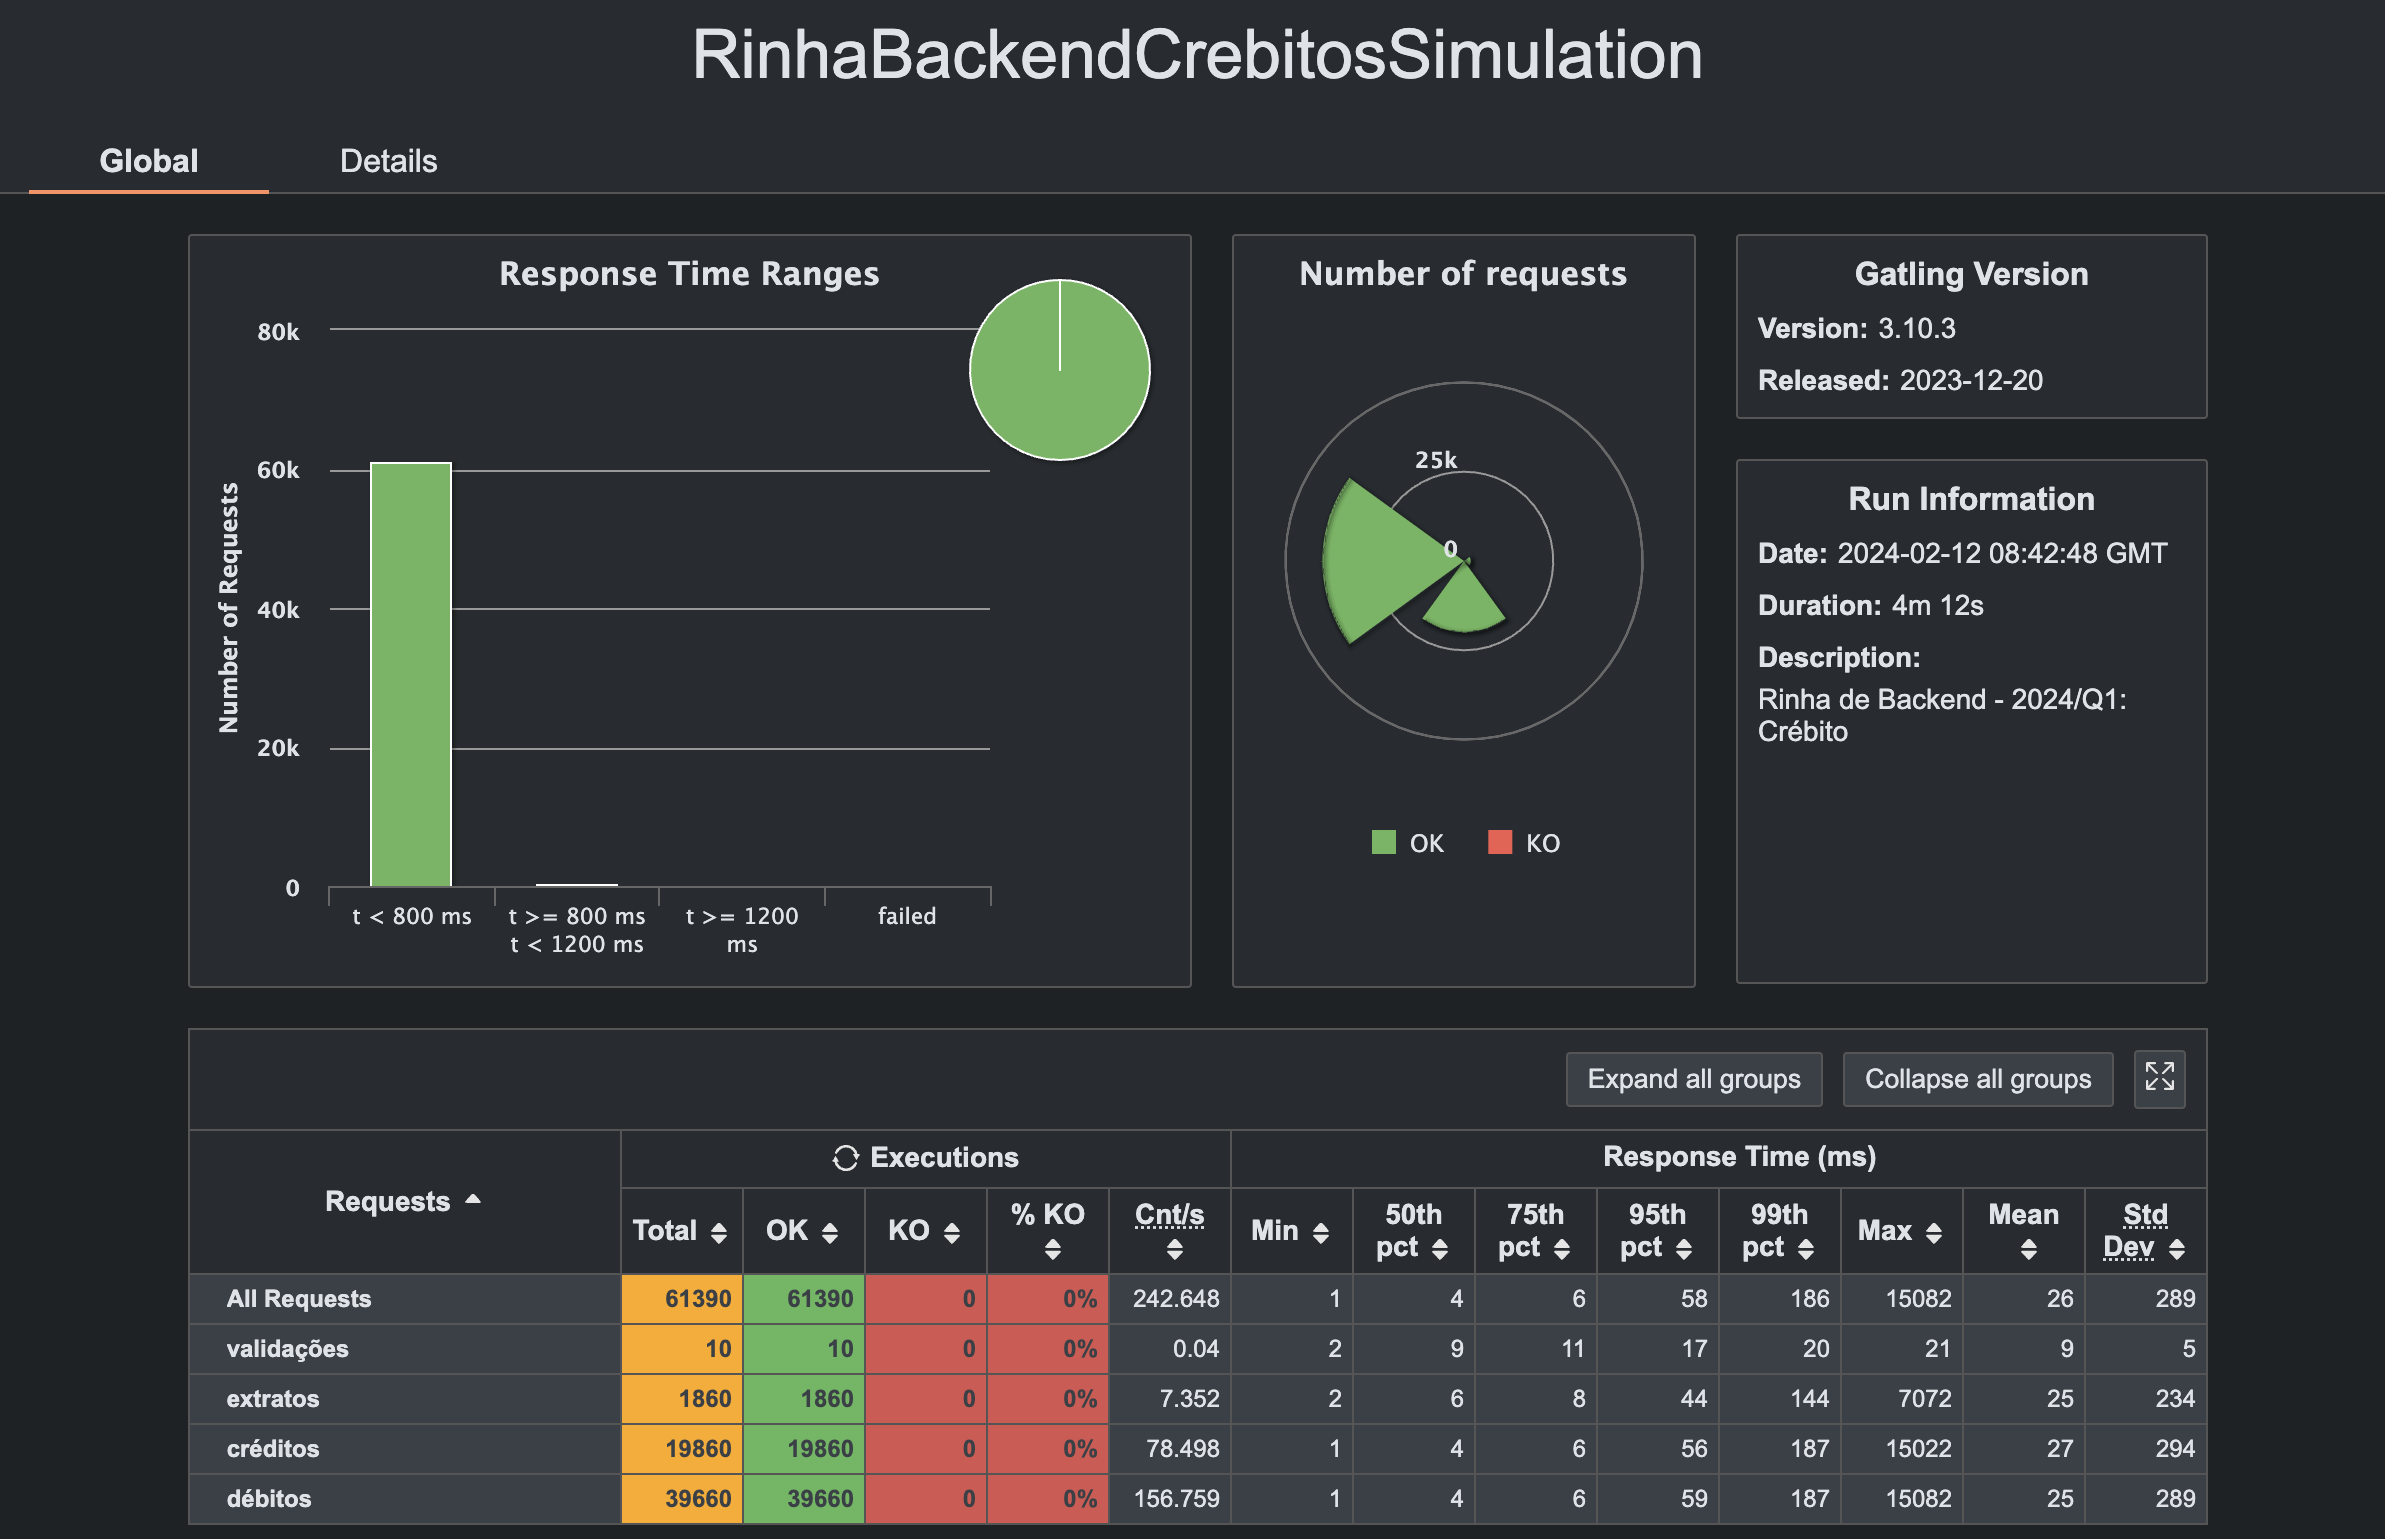 RinhaBackendCrebitosSimulation
Global Details
Response Time Ranges
80k
60k
40k
20k
0
Number of Requests
t < 800 ms
t >= 800 ms
t < 1200 ms
t >= 1200
ms
failed
Number of requests
25k
0
OK KO
Gatling Version
Version: 3.10.3
Released: 2023-12-20
Run Information
Date: 2024-02-12 08:42:48 GMT
Duration: 4m 12s
Description:
Rinha de Backend - 2024/Q1:
Crébito
Expand all groups Collapse all groups
Requests Executions Response Time (ms)
Total OK KO % KO Cnt/s Min 50th pct 75th pct 95th pct 99th pct Max Mean Std Dev
All Requests 61390 61390 0 0% 242.648 1 4 6 58 186 15082 26 289
validações 10 10 0 0% 0.04 2 9 11 17 20 21 9 5
extratos 1860 1860 0 0% 7.352 2 6 8 44 144 7072 25 234
créditos 19860 19860 0 0% 78.498 1 4 6 56 187 15022 27 294
débitos 39660 39660 0 0% 156.759 1 4 6 59 187 15082 25 289